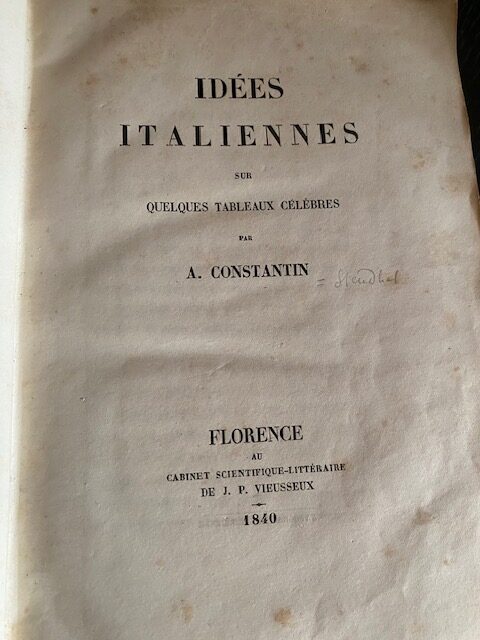 IDÉES
ITALIENNES
SUR
QUELQUES TABLEAUX CÉLÈBRES
PAR
A. CONSTANTIN = Stendhal
FLORENCE
AU
CABINET SCIENTIFIQUE-LITTÉRAIRE
DE J. P. VIEUSSEUX
1840